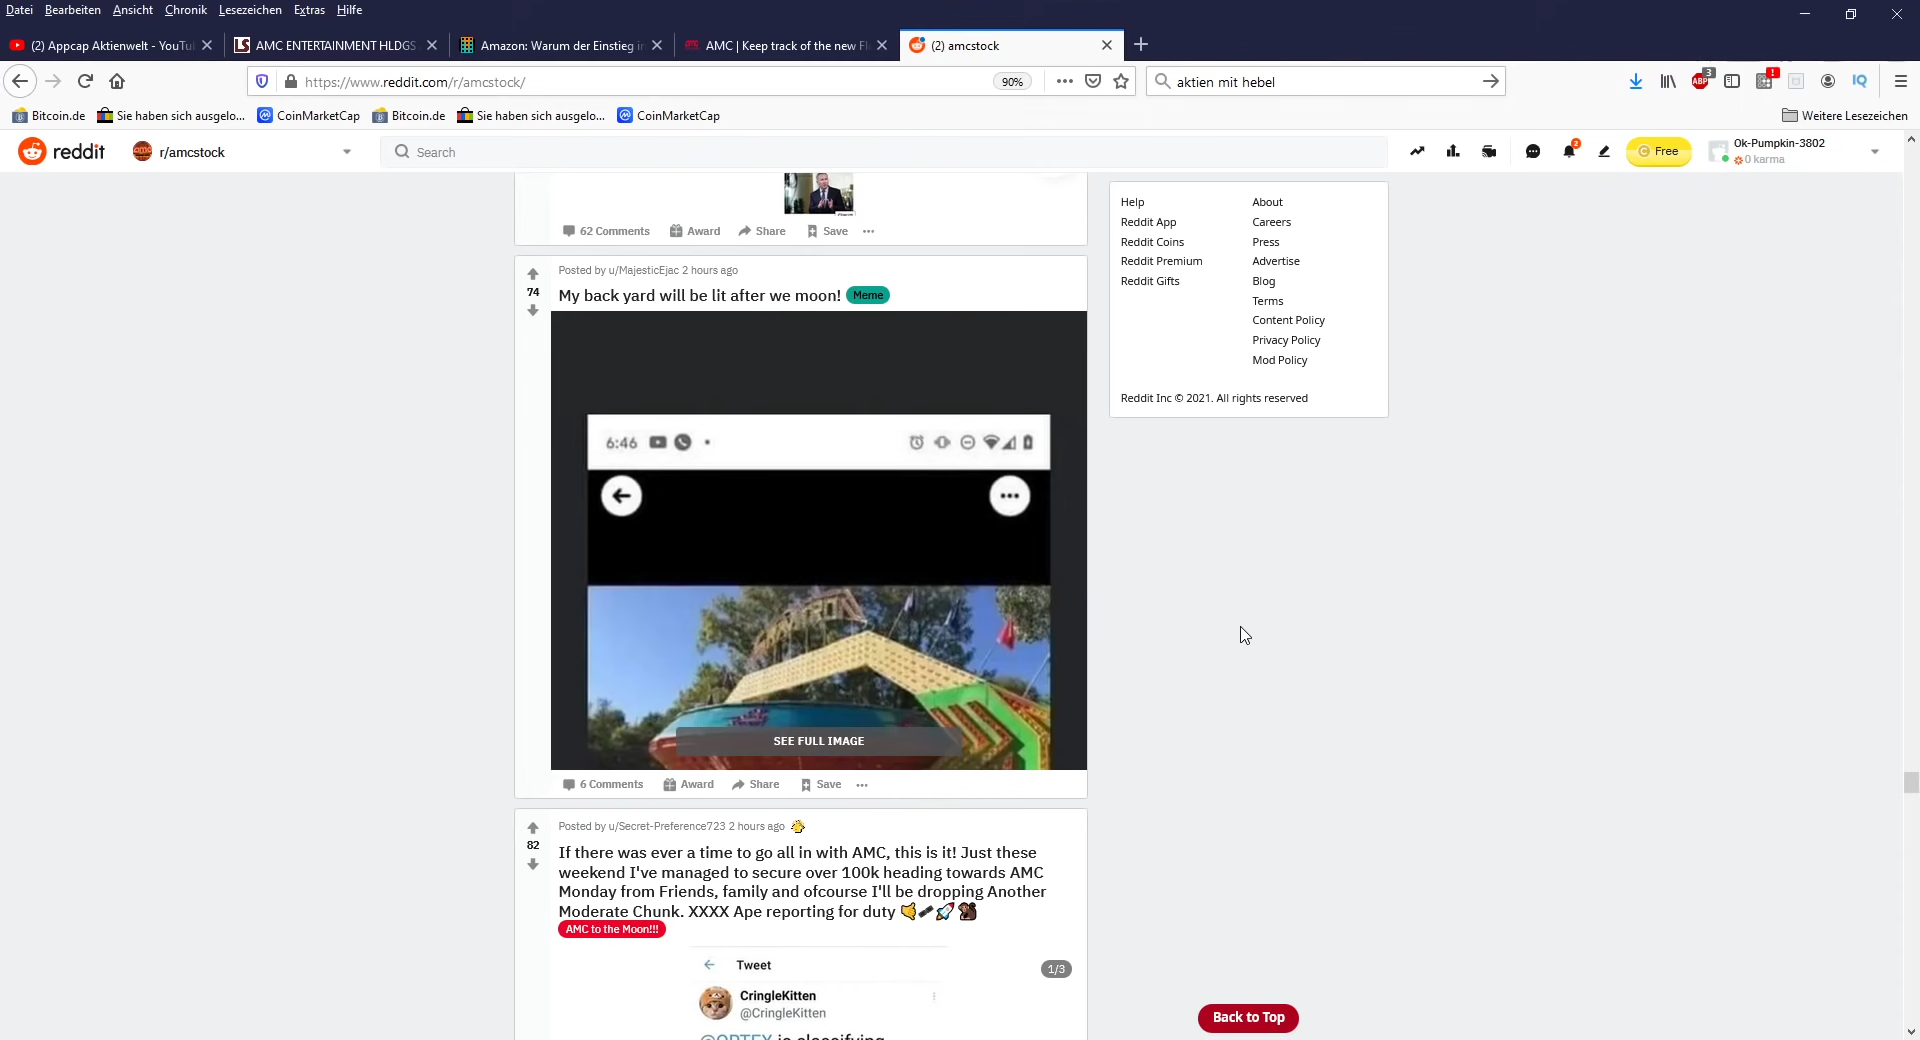 Datei Bearbeiten Ansicht Chronik Lesezeichen Extras Hilfe
(2) Appcap Aktienwelt - YouTu
AMC ENTERTAINMENT HLDGS
Amazon: Warum der Einstieg i
AMC | Keep track of the new Fl
(2) amcstock
https://www.reddit.com/r/amcstock/
90%
aktien mit hebel
ABP 3
IQ
Bitcoin.de
Sie haben sich ausgelo...
CoinMarketCap
Bitcoin.de
Sie haben sich ausgelo...
CoinMarketCap
Weitere Lesezeichen
reddit
r/amcstock
Search
2
Free
Ok-Pumpkin-3802
0 karma
62 Comments Award Share Save
Posted by u/MajesticEjac 2 hours ago
74
My back yard will be lit after we moon! Meme
6:46
SEE FULL IMAGE
6 Comments Award Share Save
Posted by u/Secret-Preference723 2 hours ago
82
If there was ever a time to go all in with AMC, this is it! Just these
weekend I've managed to secure over 100k heading towards AMC
Monday from Friends, family and ofcourse I'll be dropping Another
Moderate Chunk. XXXX Ape reporting for duty
AMC to the Moon!!!
Tweet
1/3
CringleKitten
@CringleKitten
@ORTEX is classifying
Help
Reddit App
Reddit Coins
Reddit Premium
Reddit Gifts
About
Careers
Press
Advertise
Blog
Terms
Content Policy
Privacy Policy
Mod Policy
Reddit Inc © 2021. All rights reserved
Back to Top